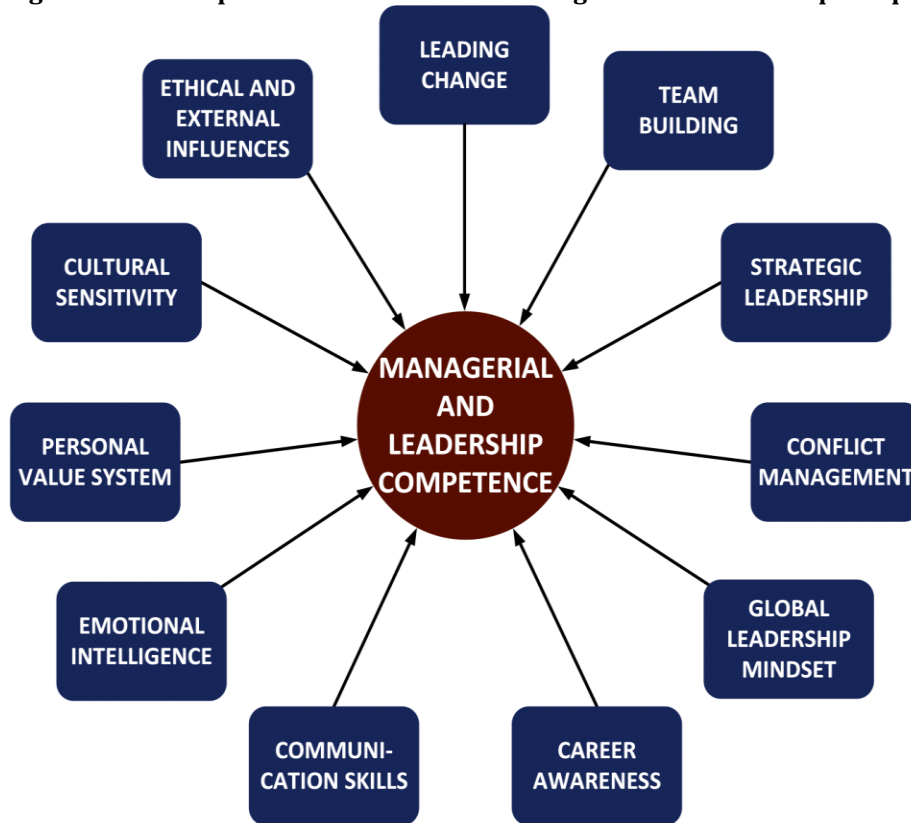 LEADING
CHANGE
TEAM
BUILDING
STRATEGIC
LEADERSHIP
CONFLICT
MANAGEMENT
GLOBAL
LEADERSHIP
MINDSET
CAREER
AWARENESS
COMMUNI-
CATION SKILLS
EMOTIONAL
INTELLIGENCE
PERSONAL
VALUE SYSTEM
CULTURAL
SENSITIVITY
ETHICAL AND
EXTERNAL
INFLUENCES
MANAGERIAL
AND
LEADERSHIP
COMPETENCE